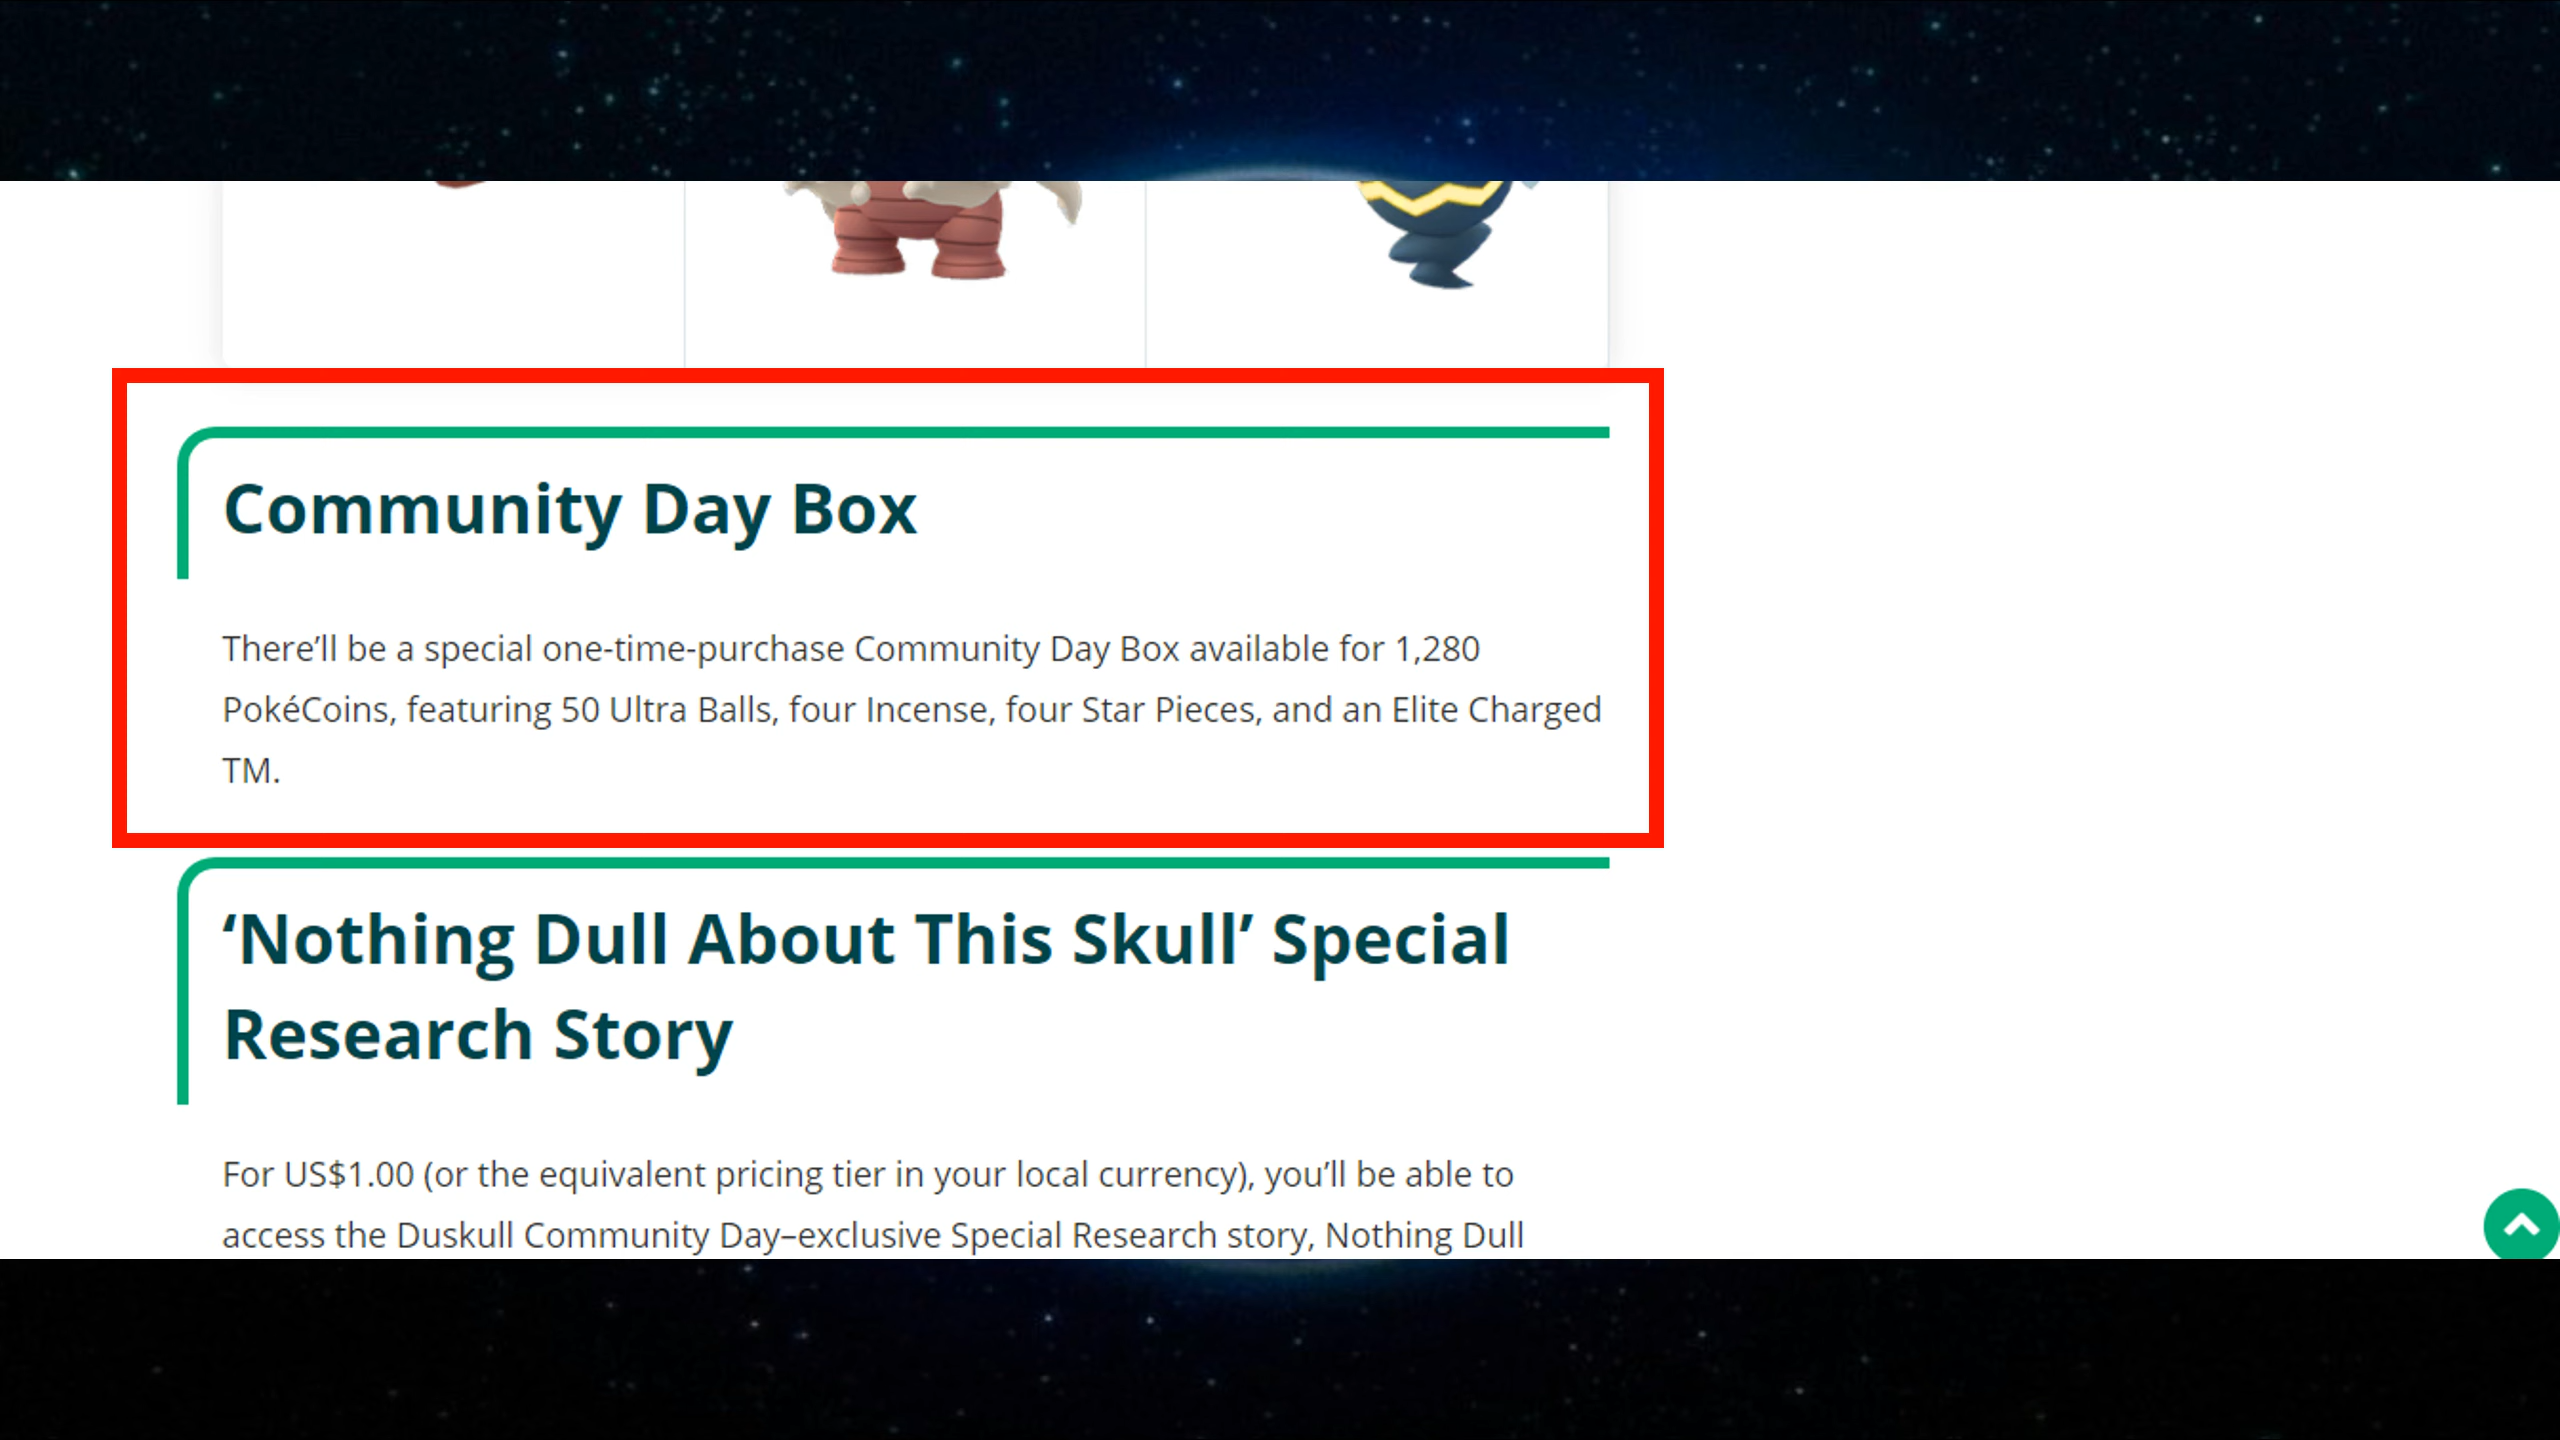 Community Day Box
There’ll be a special one-time-purchase Community Day Box available for 1,280
PokéCoins, featuring 50 Ultra Balls, four Incense, four Star Pieces, and an Elite Charged
TM.
‘Nothing Dull About This Skull’ Special
Research Story
For US$1.00 (or the equivalent pricing tier in your local currency), you’ll be able to
access the Duskull Community Day–exclusive Special Research story, Nothing Dull